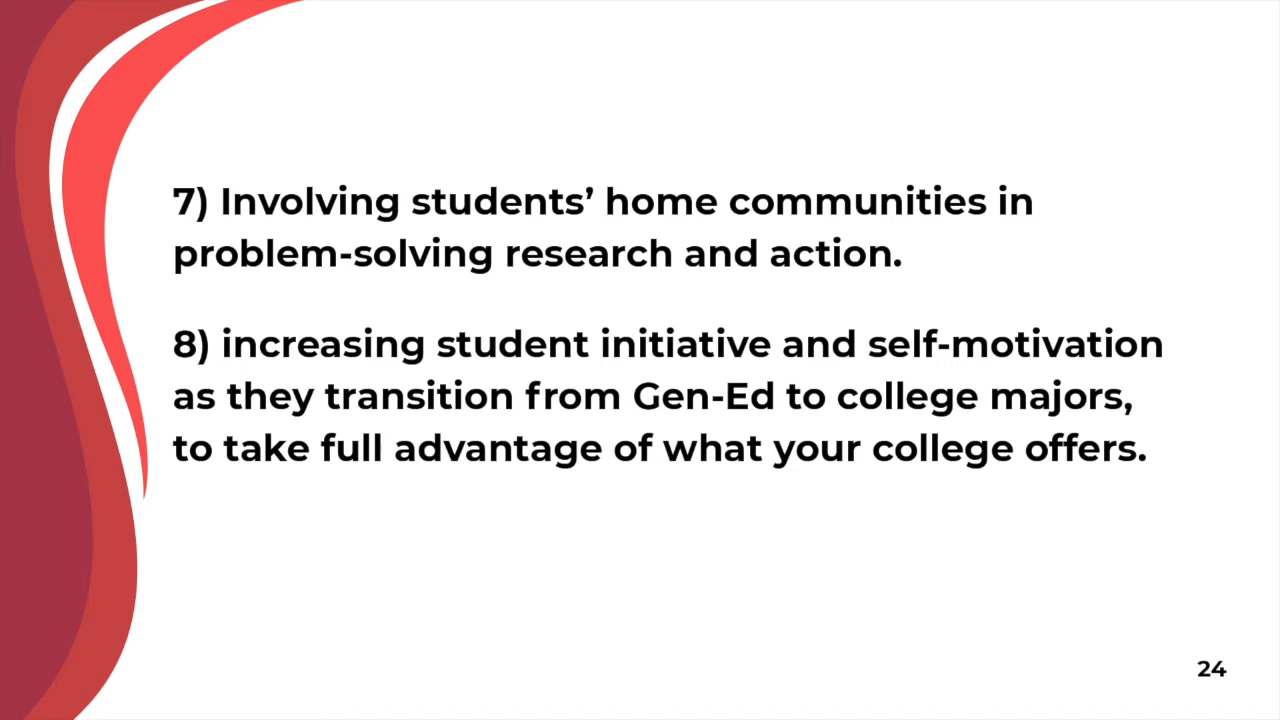 7) Involving students’ home communities in
problem-solving research and action.
8) increasing student initiative and self-motivation
as they transition from Gen-Ed to college majors,
to take full advantage of what your college offers.
24